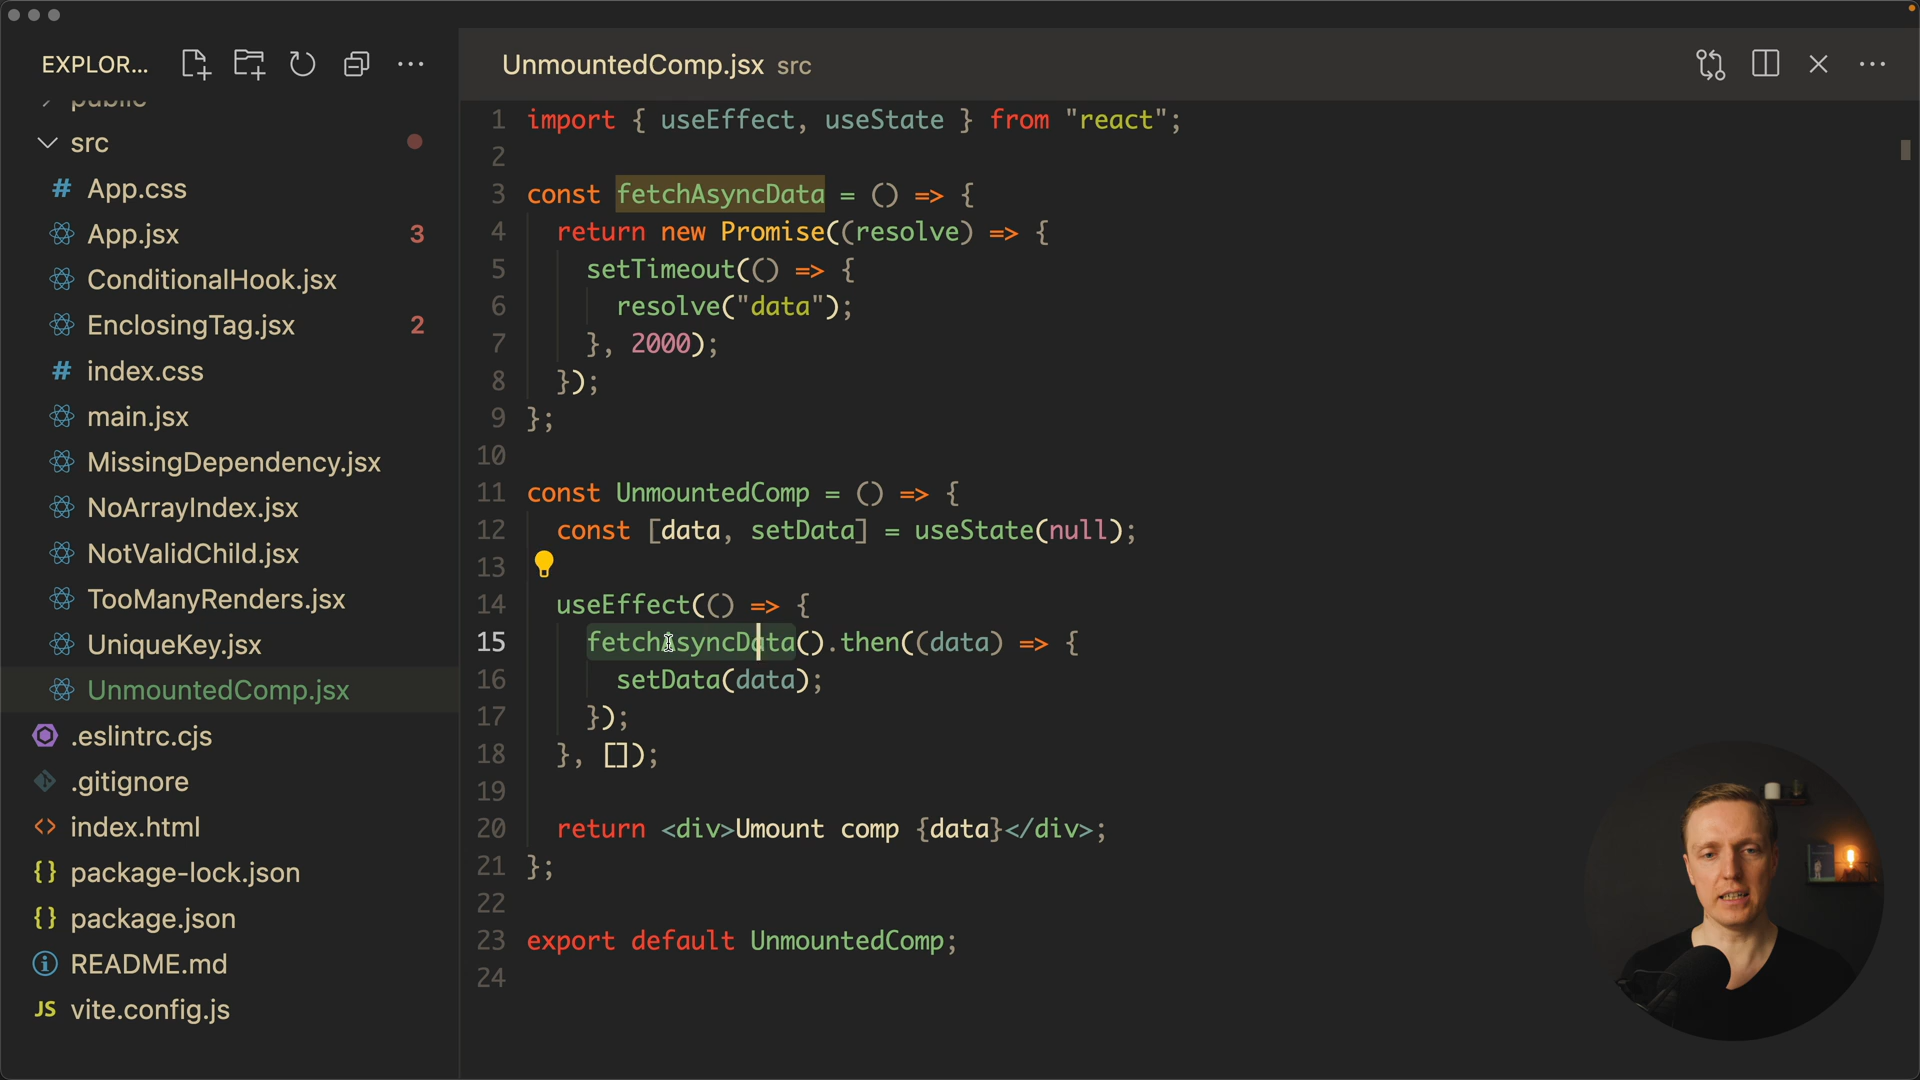 EXPLOR...
public
src
App.css
App.jsx 3
ConditionalHook.jsx
EnclosingTag.jsx 2
index.css
main.jsx
MissingDependency.jsx
NoArrayIndex.jsx
NotValidChild.jsx
TooManyRenders.jsx
UniqueKey.jsx
UnmountedComp.jsx
.eslintrc.cjs
.gitignore
index.html
package-lock.json
package.json
README.md
JS vite.config.js
UnmountedComp.jsx src
1 import { useEffect, useState } from "react";
2
3 const fetchAsyncData = () => {
4 return new Promise((resolve) => {
5 setTimeout(() => {
6 resolve("data");
7 }, 2000);
8 });
9 };
10
11 const UnmountedComp = () => {
12 const [data, setData] = useState(null);
13
14 useEffect(() => {
15 fetchAsyncData().then((data) => {
16 setData(data);
17 });
18 }, []);
19
20 return <div>Umount comp {data}</div>;
21 };
22
23 export default UnmountedComp;
24